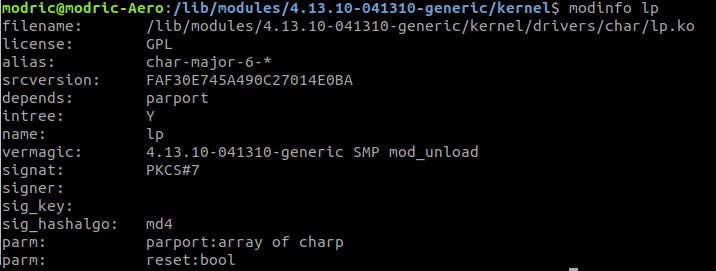 modric@modric-Aero:/lib/modules/4.13.10-041310-generic/kernel$ modinfo lp
filename:       /lib/modules/4.13.10-041310-generic/kernel/drivers/char/lp.ko
license:        GPL
alias:          char-major-6-*
srcversion:     FAF30E745A490C27014E0BA
depends:        parport
intree:         Y
name:           lp
vermagic:       4.13.10-041310-generic SMP mod_unload
signat:         PKCS#7
signer:
sig_key:
sig_hashalgo:   md4
parm:           parport:array of charp
parm:           reset:bool